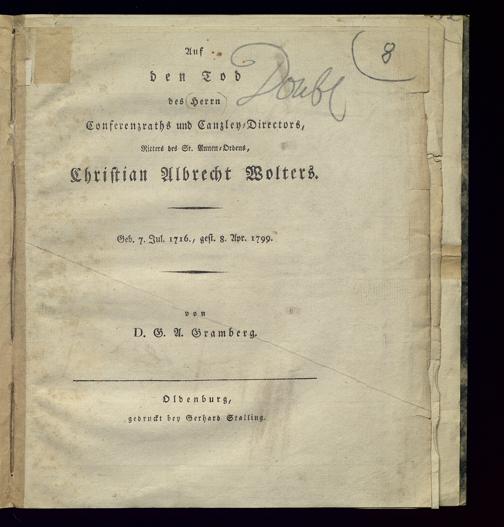 8
Doubl
Auf
den Tod
des Herrn
Conferenzraths und Canzley-Directors,
Ritters des St. Annen-Ordens,
Christian Albrecht Wolters.
Geb. 7. Jul. 1716., gest. 8. Apr. 1799.
von
D. G. A. Gramberg.
Oldenburg,
gedruckt bey Gerhard Stalling.